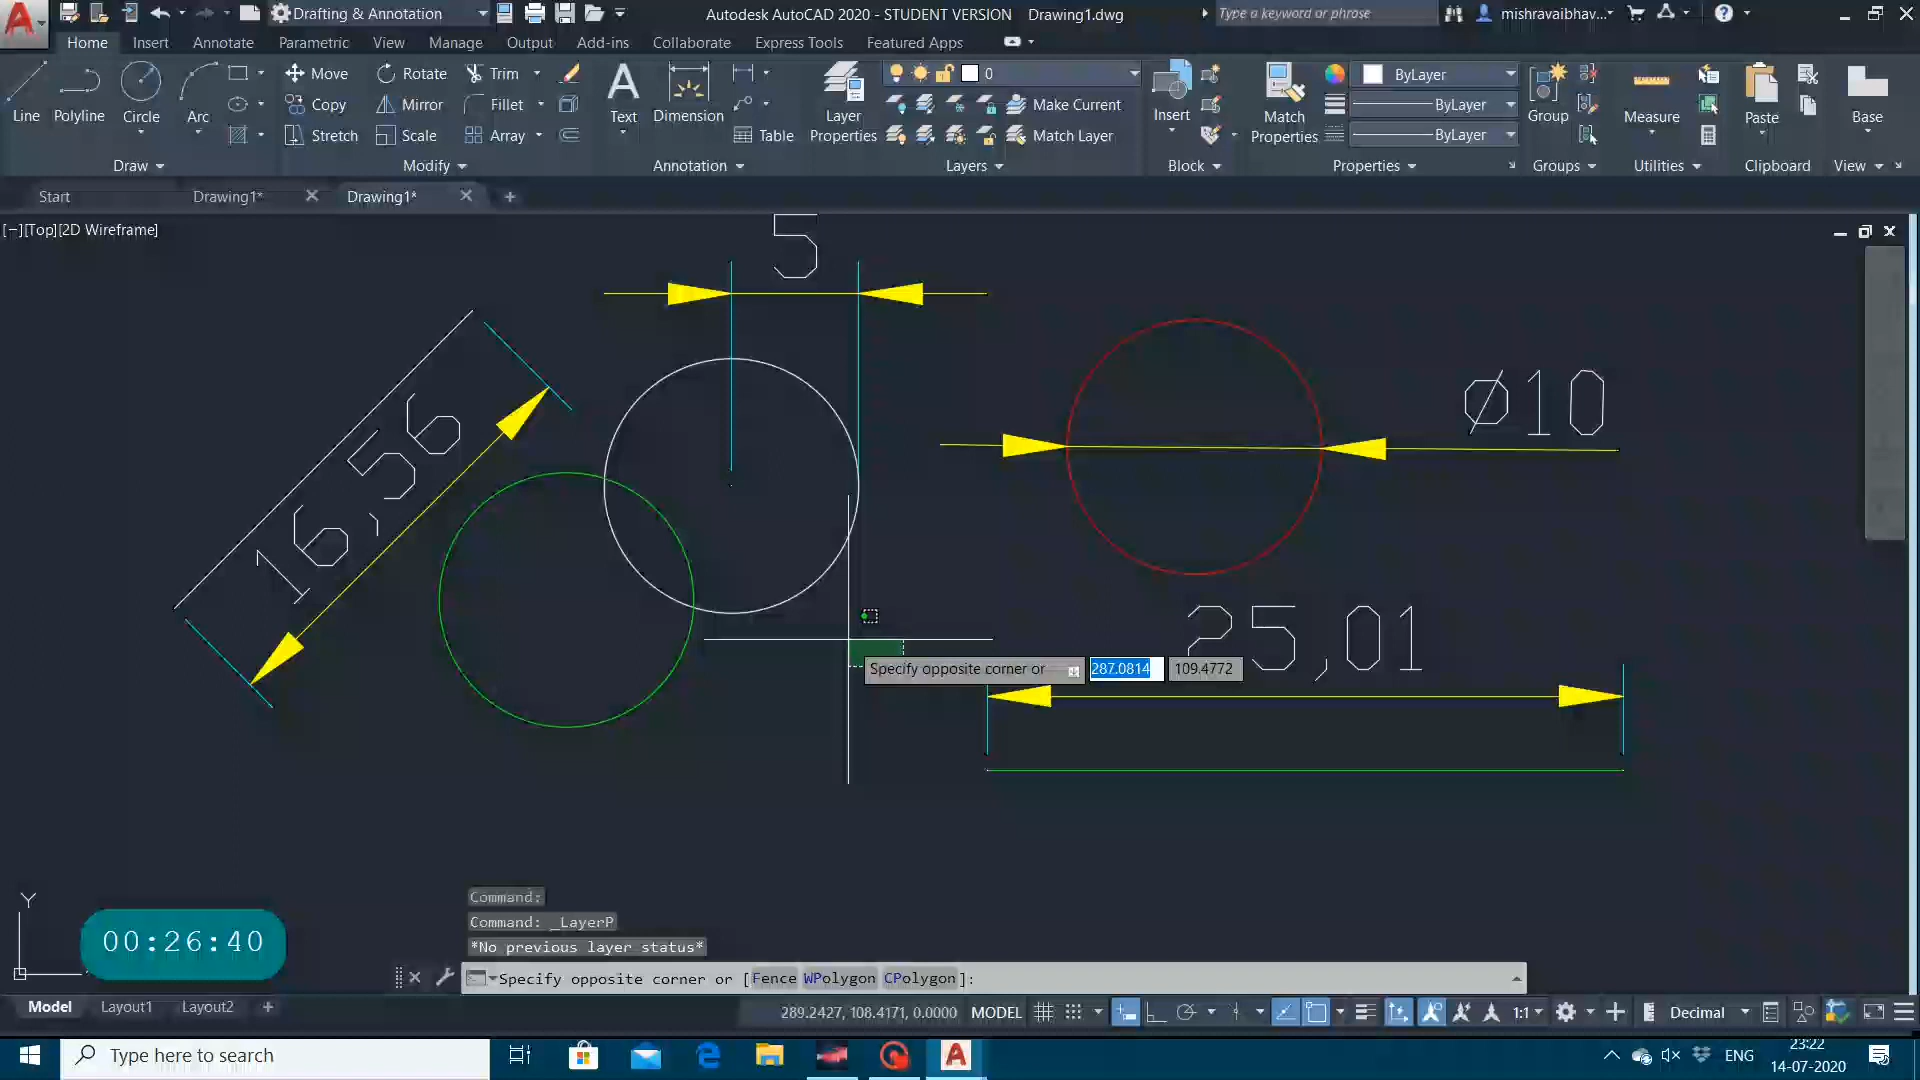 Drafting & Annotation
Autodesk AutoCAD 2020 - STUDENT VERSION Drawing1.dwg
Type a keyword or phrase
mishravaibhav...
Home Insert Annotate Parametric View Manage Output Add-ins Collaborate Express Tools Featured Apps
Line Polyline Circle Arc
Move Rotate Trim
Copy Mirror Fillet
Stretch Scale Array
Text Dimension Table
Layer Properties
0
Make Current
Match Layer
Insert
Match Properties
ByLayer
ByLayer
ByLayer
Group Measure Paste Base
Draw Modify Annotation Layers Block Properties Groups Utilities Clipboard View
Start Drawing1* Drawing1*
[−][Top][2D Wireframe]
5
16,56
Ø10
25,01
Specify opposite corner or 287.0814 109.4772
Y
00:26:40
Command:
Command: _LayerP
*No previous layer status*
Specify opposite corner or [Fence WPolygon CPolygon]:
Model Layout1 Layout2
289.2427, 108.4171, 0.0000 MODEL 1:1 Decimal
Type here to search
ENG
23:22
14-07-2020